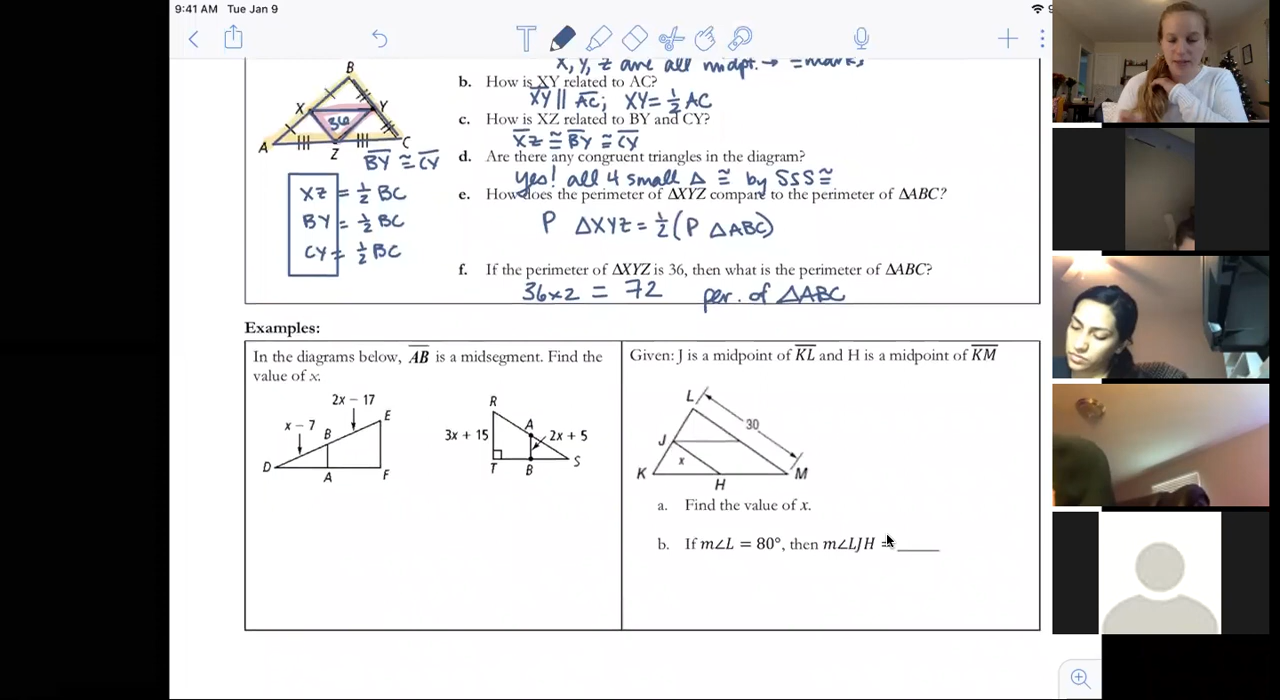 9:41 AM Tue Jan 9
X, Y, Z are all midpt. → = marks
b. How is XY related to AC?
XY ∥ AC; XY = ½ AC
c. How is XZ related to BY and CY?
XZ ≅ BY ≅ CY
d. Are there any congruent triangles in the diagram?
yes! all 4 small Δ ≅ by SSS ≅
e. How does the perimeter of ΔXYZ compare to the perimeter of ΔABC?
P ΔXYZ = ½ (P ΔABC)
f. If the perimeter of ΔXYZ is 36, then what is the perimeter of ΔABC?
36x2 = 72 per. of ΔABC
B
X
Y
36
A
Z
C
BY ≅ CY
XZ = ½ BC
BY = ½ BC
CY = ½ BC
Examples:
In the diagrams below, AB is a midsegment. Find the
value of x.
2x – 17
x – 7
B
E
D
A
F
R
3x + 15
A
2x + 5
T
B
S
Given: J is a midpoint of KL and H is a midpoint of KM
L
30
J
x
K
H
M
a. Find the value of x.
b. If m∠L = 80°, then m∠LJH = _____